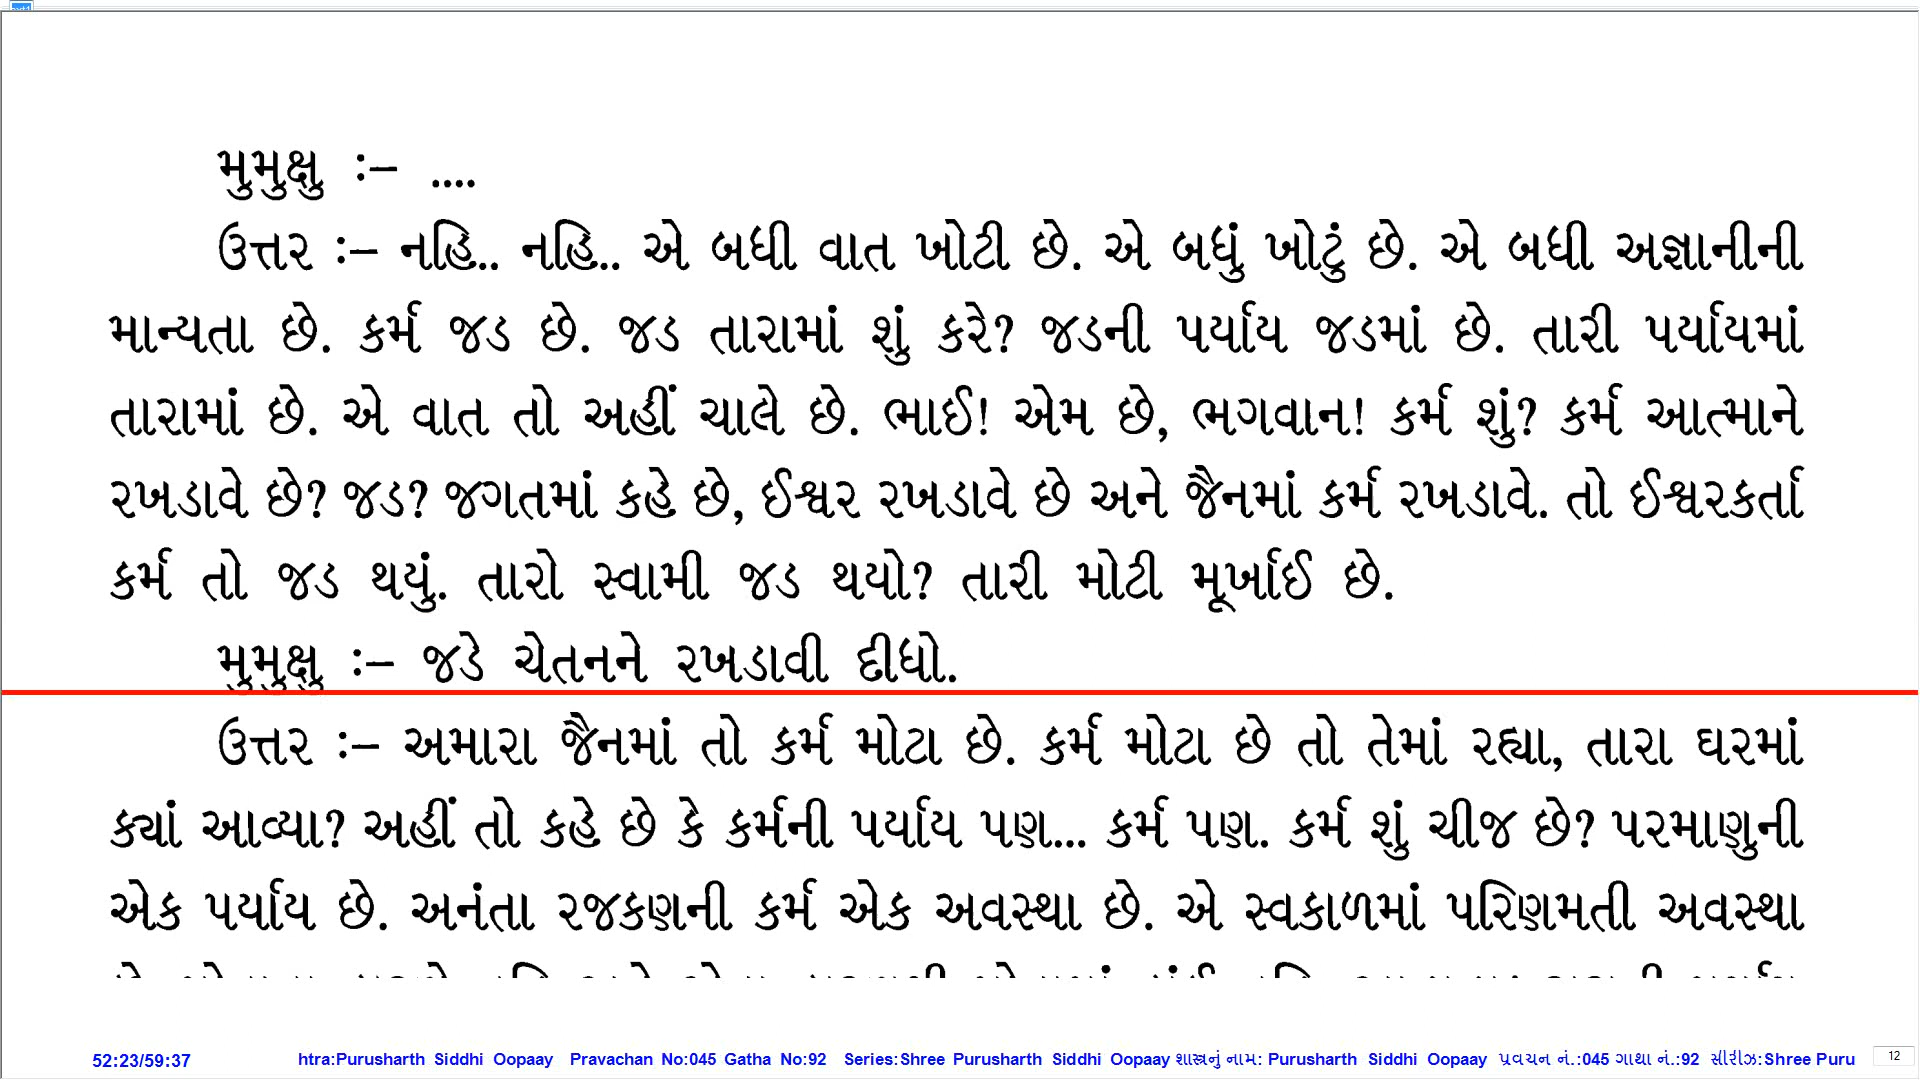 મુમુક્ષુ :– ....
ઉત્તર :– નહિ.. નહિ.. એ બધી વાત ખોટી છે. એ બધું ખોટું છે. એ બધી અજ્ઞાનીની
માન્યતા છે. કર્મ જડ છે. જડ તારામાં શું કરે? જડની પર્યાય જડમાં છે. તારી પર્યાયમાં
તારામાં છે. એ વાત તો અહીં ચાલે છે. ભાઈ! એમ છે, ભગવાન! કર્મ શું? કર્મ આત્માને
રખડાવે છે? જડ? જગતમાં કહે છે, ઈશ્વર રખડાવે છે અને જૈનમાં કર્મ રખડાવે. તો ઈશ્વરકર્તા
કર્મ તો જડ થયું. તારો સ્વામી જડ થયો? તારી મોટી મૂર્ખાઈ છે.
મુમુક્ષુ :– જડે ચેતનને રખડાવી દીધો.
ઉત્તર :– અમારા જૈનમાં તો કર્મ મોટા છે. કર્મ મોટા છે તો તેમાં રહ્યા, તારા ઘરમાં
ક્યાં આવ્યા? અહીં તો કહે છે કે કર્મની પર્યાય પણ... કર્મ પણ. કર્મ શું ચીજ છે? પરમાણુની
એક પર્યાય છે. અનંતા રજકણની કર્મ એક અવસ્થા છે. એ સ્વકાળમાં પરિણમતી અવસ્થા
52:23/59:37 htra:Purusharth Siddhi Oopaay Pravachan No:045 Gatha No:92 Series:Shree Purusharth Siddhi Oopaay શાસ્ત્રનું નામ: Purusharth Siddhi Oopaay પ્રવચન નં.:045 ગાથા નં.:92 સીરીઝ:Shree Puru 12